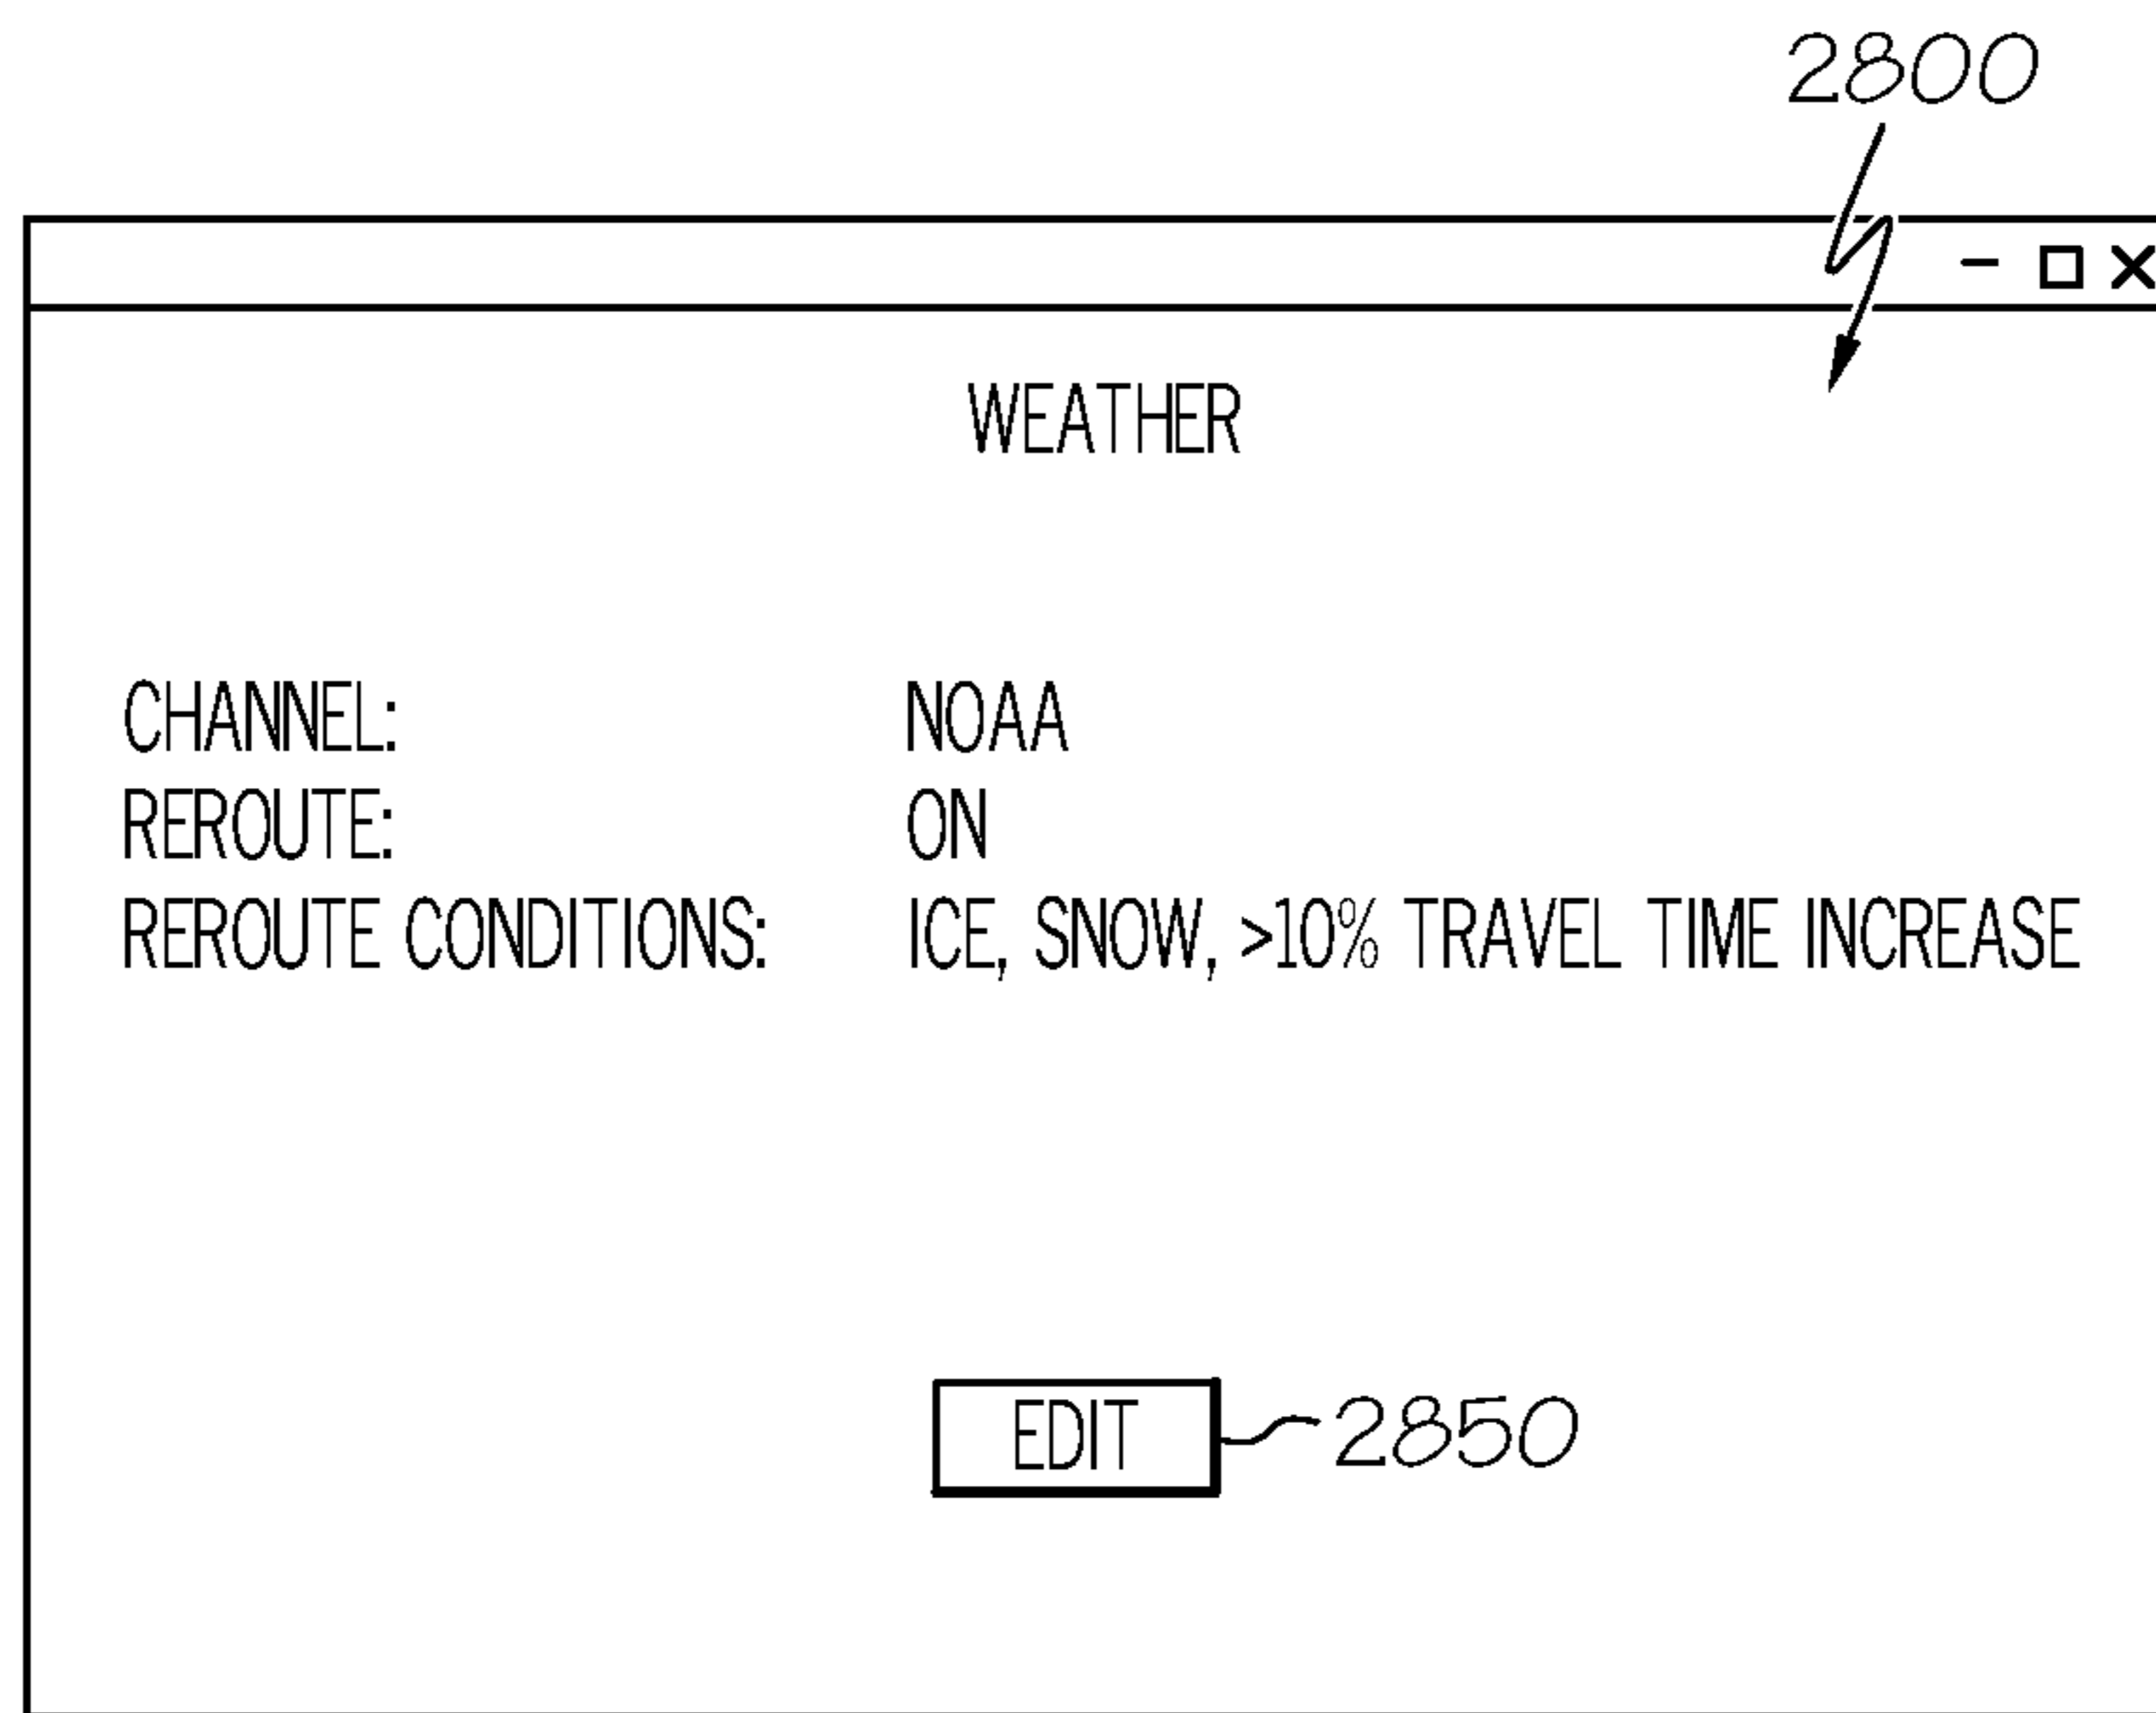 2800
WEATHER
CHANNEL: NOAA
REROUTE: ON
REROUTE CONDITIONS: ICE, SNOW, >10% TRAVEL TIME INCREASE
EDIT 2850